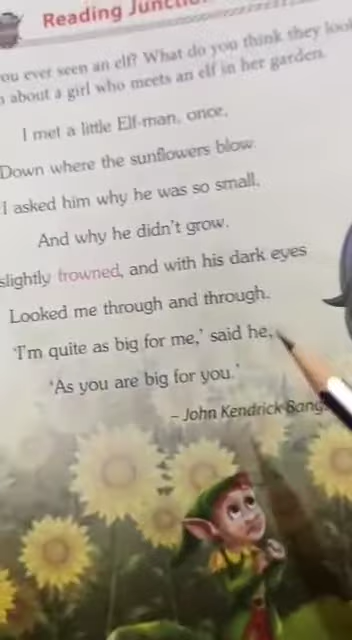 Reading Junction
ou ever seen an elf? What do you think they look
about a girl who meets an elf in her garden.
I met a little Elf-man, once,
Down where the sunflowers blow.
I asked him why he was so small,
And why he didn't grow.
slightly frowned, and with his dark eyes
Looked me through and through.
'I'm quite as big for me,' said he,
'As you are big for you.'
– John Kendrick Bangs